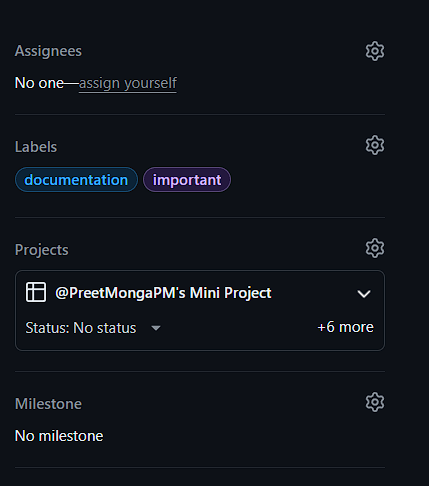 Assignees
No one—assign yourself
Labels
documentation important
Projects
@PreetMongaPM's Mini Project
Status: No status +6 more
Milestone
No milestone